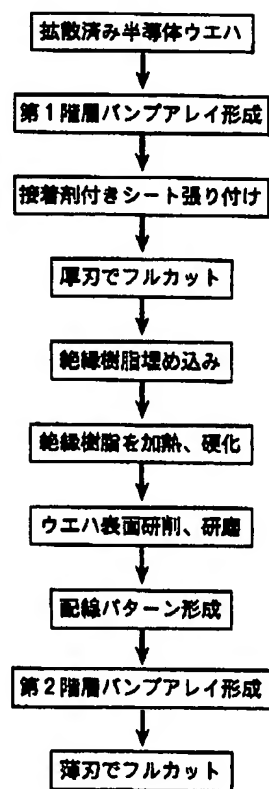 拡散済み半導体ウエハ
第1階層バンプアレイ形成
接着剤付きシート張り付け
厚刃でフルカット
絶縁樹脂埋め込み
絶縁樹脂を加熱、硬化
ウエハ表面研削、研磨
配線パターン形成
第2階層バンプアレイ形成
薄刃でフルカット